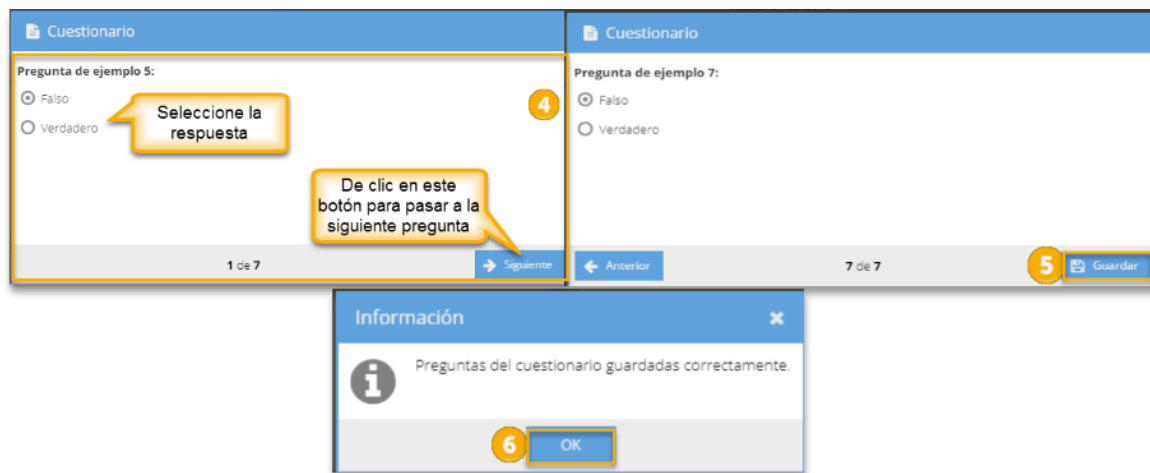 Cuestionario
Pregunta de ejemplo 5:
Falso
Verdadero
Seleccione la
respuesta
4
De clic en este
botón para pasar a la
siguiente pregunta
1 de 7
Siguiente
Cuestionario
Pregunta de ejemplo 7:
Falso
Verdadero
Anterior
7 de 7
5
Guardar
Información
Preguntas del cuestionario guardadas correctamente.
6
OK